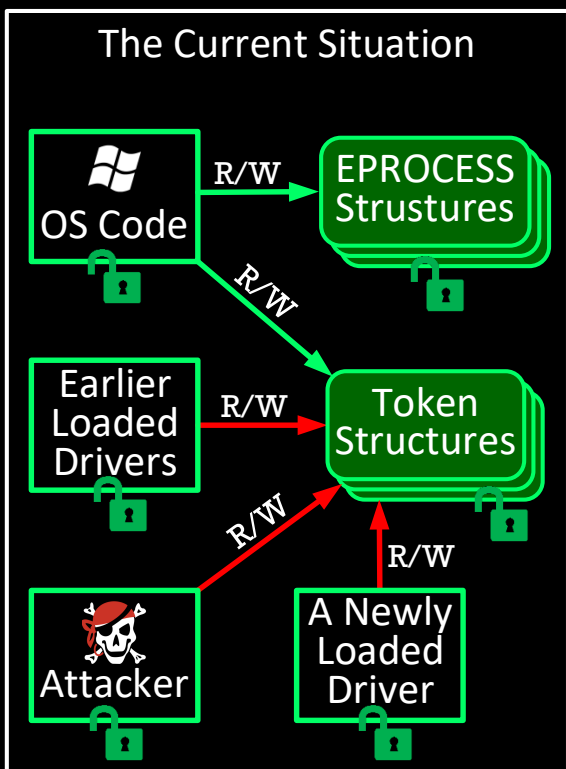 The Current Situation
OS Code
R/W
EPROCESS
Strustures
R/W
Earlier
Loaded
Drivers
R/W
Token
Structures
R/W
R/W
Attacker
A Newly
Loaded
Driver